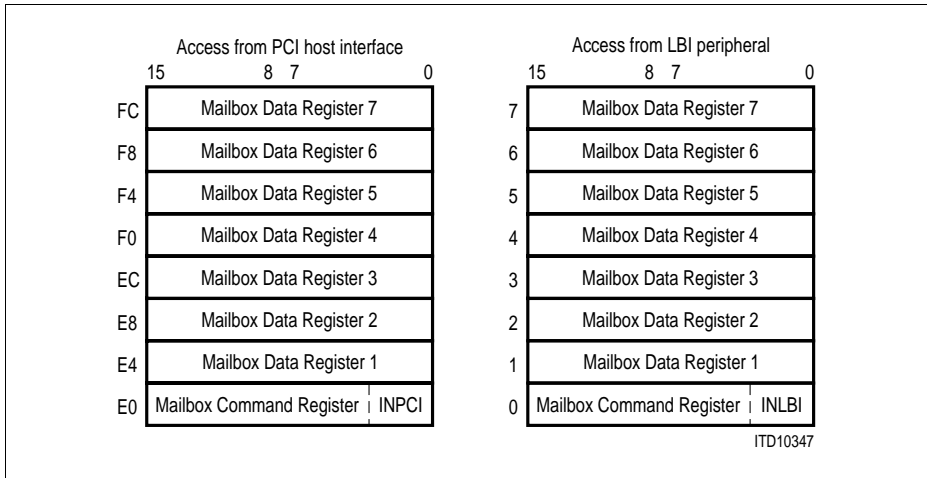 Access from PCI host interface
15 8 7 0
FC Mailbox Data Register 7
F8 Mailbox Data Register 6
F4 Mailbox Data Register 5
F0 Mailbox Data Register 4
EC Mailbox Data Register 3
E8 Mailbox Data Register 2
E4 Mailbox Data Register 1
E0 Mailbox Command Register INPCI
Access from LBI peripheral
15 8 7 0
7 Mailbox Data Register 7
6 Mailbox Data Register 6
5 Mailbox Data Register 5
4 Mailbox Data Register 4
3 Mailbox Data Register 3
2 Mailbox Data Register 2
1 Mailbox Data Register 1
0 Mailbox Command Register INLBI
ITD10347